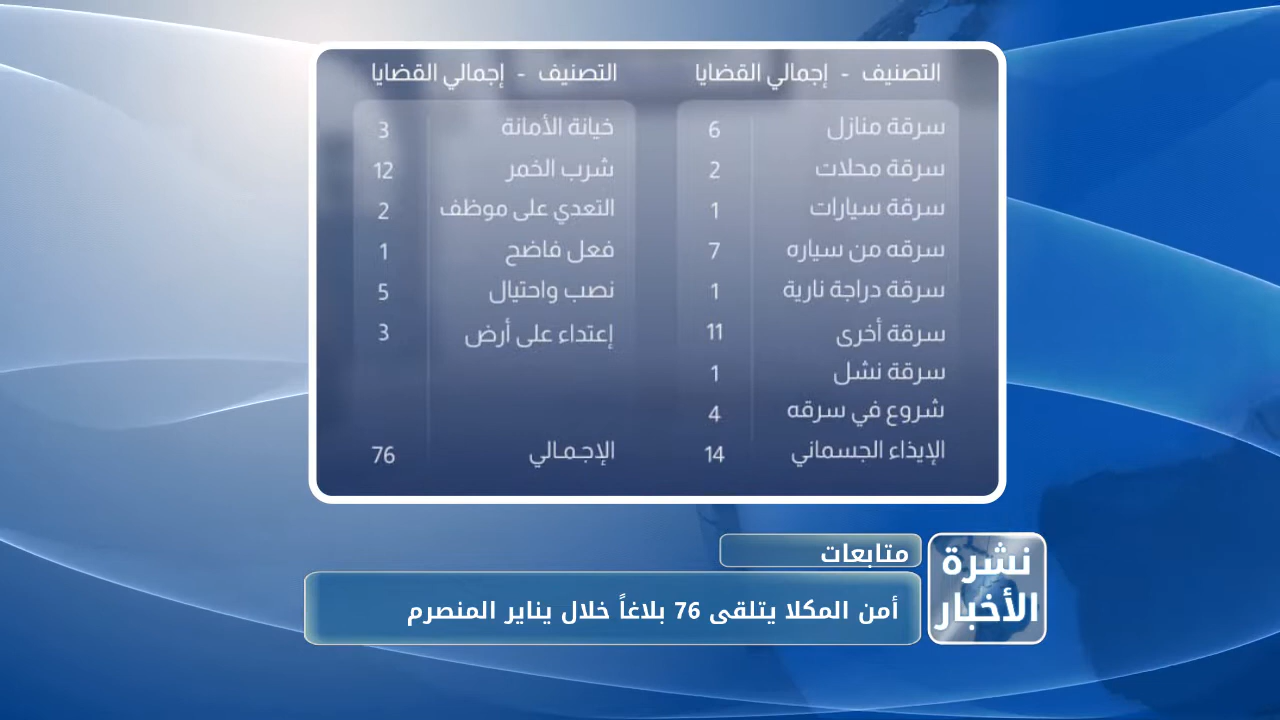 التصنيف - إجمالي القضايا
سرقة منازل 6
سرقة محلات 2
سرقة سيارات 1
سرقه من سياره 7
سرقة دراجة نارية 1
سرقة أخرى 11
سرقة نشل 1
شروع في سرقه 4
الإيذاء الجسماني 14
التصنيف - إجمالي القضايا
خيانة الأمانة 3
شرب الخمر 12
التعدي على موظف 2
فعل فاضح 1
نصب واحتيال 5
إعتداء على أرض 3
الإجمـالي 76
نشرة
الأخبار
متابعات
أمن المكلا يتلقى 76 بلاغاً خلال يناير المنصرم